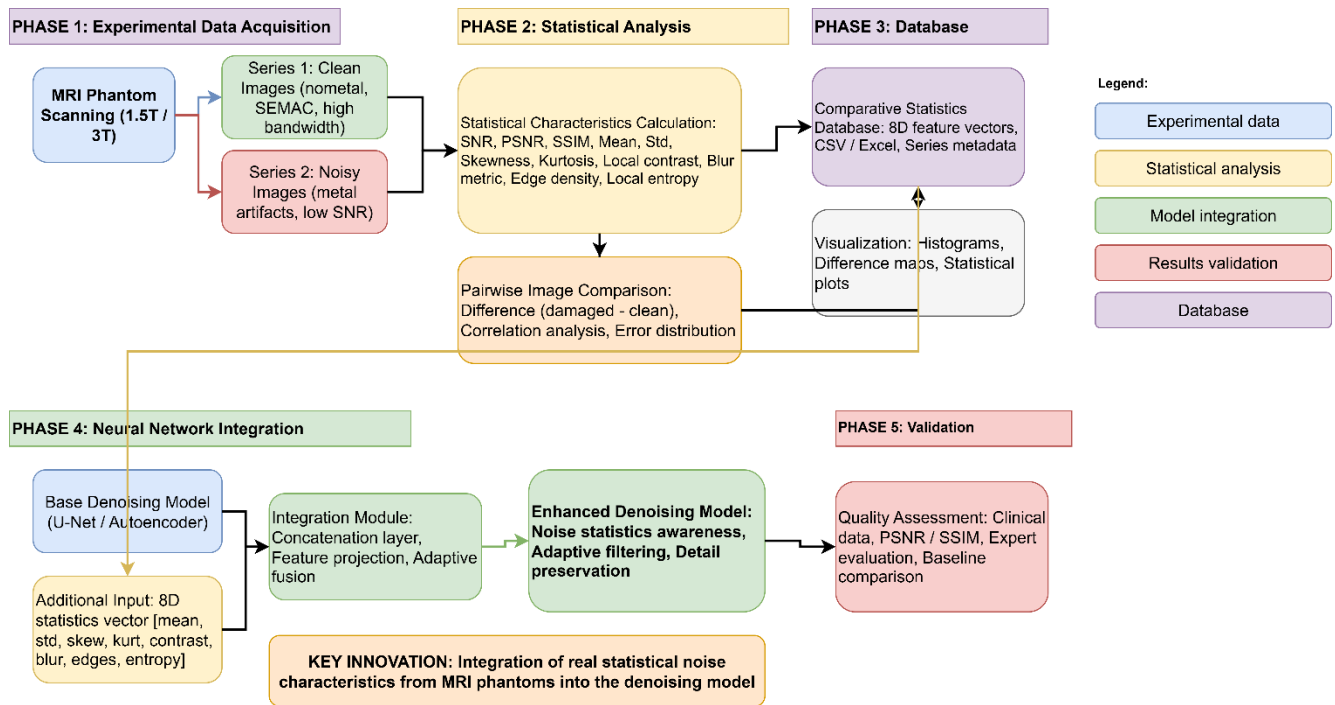 PHASE 1: Experimental Data Acquisition
MRI Phantom
Scanning (1.5T /
3T)
Series 1: Clean
Images (nometal,
SEMAC, high
bandwidth)
Series 2: Noisy
Images (metal
artifacts, low SNR)
PHASE 2: Statistical Analysis
Statistical Characteristics Calculation:
SNR, PSNR, SSIM, Mean, Std,
Skewness, Kurtosis, Local contrast, Blur
metric, Edge density, Local entropy
Pairwise Image Comparison:
Difference (damaged - clean),
Correlation analysis, Error distribution
PHASE 3: Database
Comparative Statistics
Database: 8D feature vectors,
CSV / Excel, Series metadata
Visualization: Histograms,
Difference maps, Statistical
plots
Legend:
Experimental data
Statistical analysis
Model integration
Results validation
Database
PHASE 4: Neural Network Integration
Base Denoising Model
(U-Net / Autoencoder)
Additional Input: 8D
statistics vector [mean,
std, skew, kurt, contrast,
blur, edges, entropy]
Integration Module:
Concatenation layer,
Feature projection, Adaptive
fusion
Enhanced Denoising Model:
Noise statistics awareness,
Adaptive filtering, Detail
preservation
KEY INNOVATION: Integration of real statistical noise
characteristics from MRI phantoms into the denoising model
PHASE 5: Validation
Quality Assessment: Clinical
data, PSNR / SSIM, Expert
evaluation, Baseline
comparison